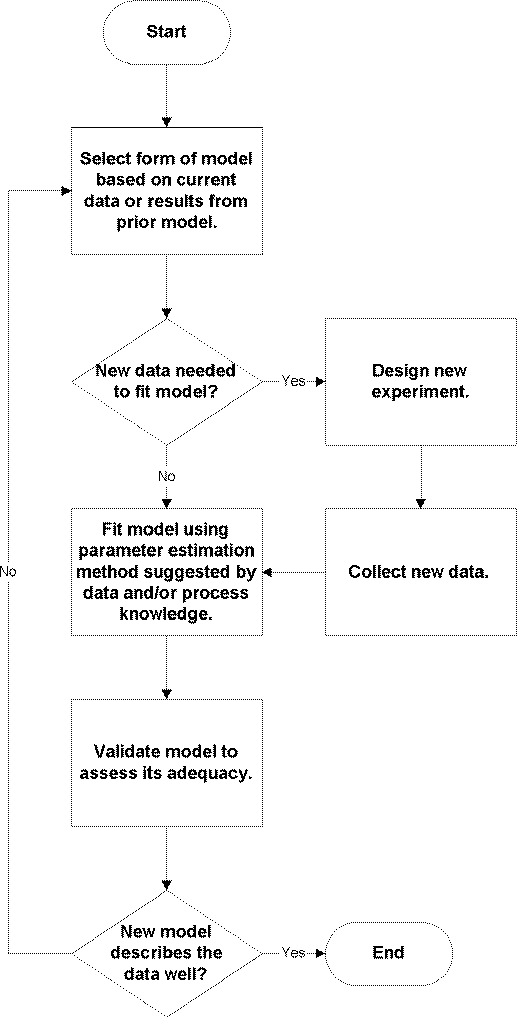 Start
Select form of model
based on current
data or results from
prior model.
New data needed
to fit model?
Yes
Design new
experiment.
No
Fit model using
parameter estimation
method suggested by
data and/or process
knowledge.
Collect new data.
No
Validate model to
assess its adequacy.
New model
describes the
data well?
Yes
End